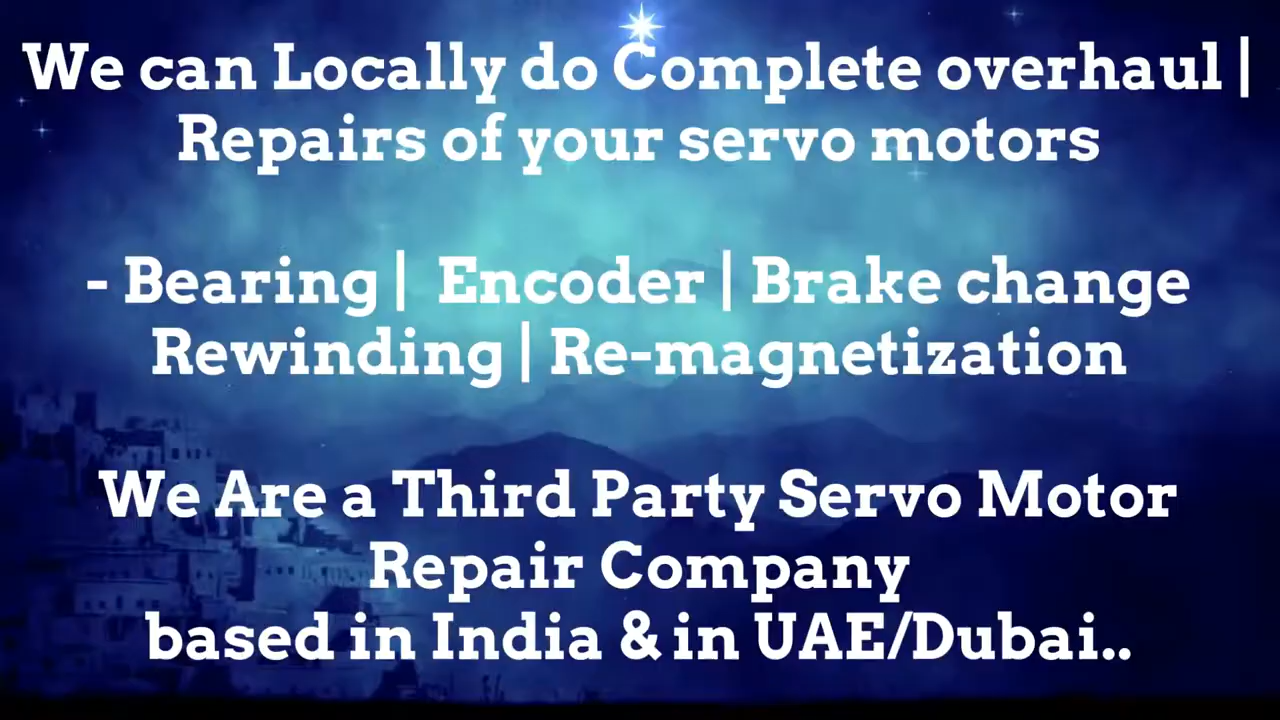 We can Locally do Complete overhaul |
Repairs of your servo motors
- Bearing | Encoder | Brake change
Rewinding | Re-magnetization
We Are a Third Party Servo Motor
Repair Company
based in India & in UAE/Dubai..